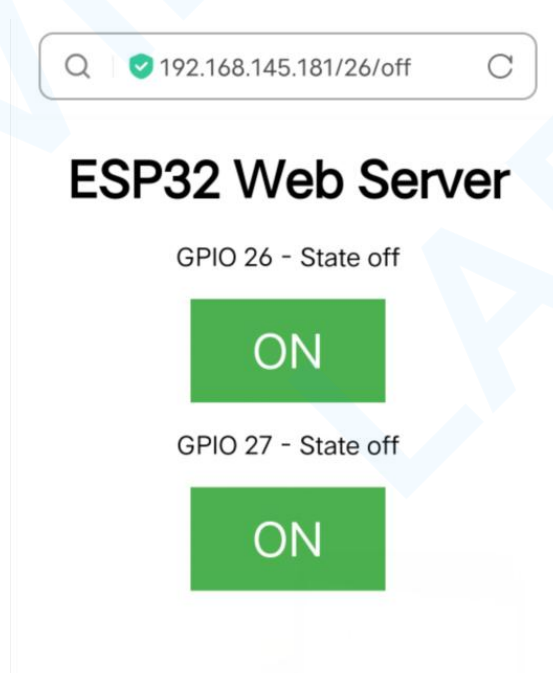 192.168.145.181/26/off
ESP32 Web Server
GPIO 26 - State off
ON
GPIO 27 - State off
ON